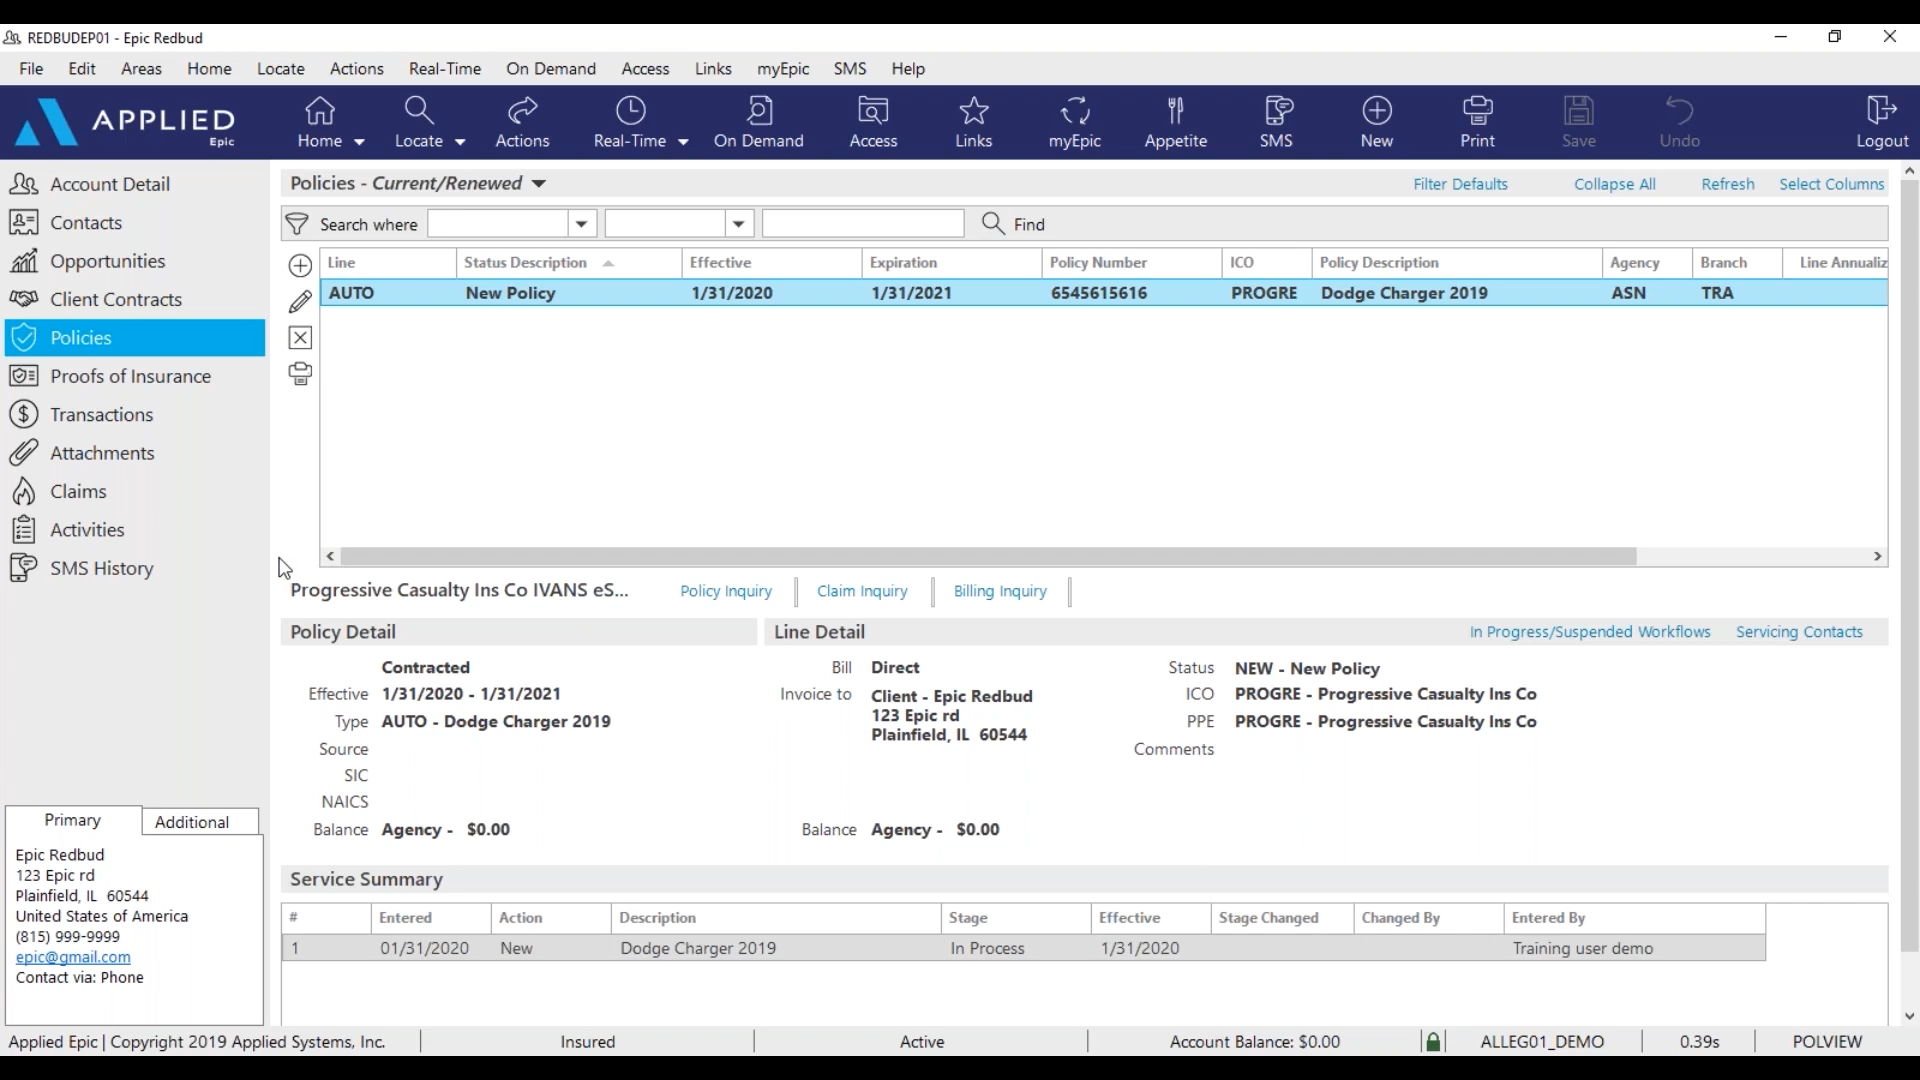 REDBUDEP01 - Epic Redbud
File Edit Areas Home Locate Actions Real-Time On Demand Access Links myEpic SMS Help
APPLIED
Epic
Home Locate Actions Real-Time On Demand Access Links myEpic Appetite SMS New Print Save Undo Logout
Account Detail
Contacts
Opportunities
Client Contracts
Policies
Proofs of Insurance
Transactions
Attachments
Claims
Activities
SMS History
Policies - Current/Renewed Filter Defaults Collapse All Refresh Select Columns
Search where Find
Line Status Description Effective Expiration Policy Number ICO Policy Description Agency Branch Line Annualiz
AUTO New Policy 1/31/2020 1/31/2021 6545615616 PROGRE Dodge Charger 2019 ASN TRA
Progressive Casualty Ins Co IVANS eS... Policy Inquiry Claim Inquiry Billing Inquiry
Policy Detail
Contracted
Effective 1/31/2020 - 1/31/2021
Type AUTO - Dodge Charger 2019
Source
SIC
NAICS
Balance Agency - $0.00
Line Detail In Progress/Suspended Workflows Servicing Contacts
Bill Direct
Invoice to Client - Epic Redbud
123 Epic rd
Plainfield, IL 60544
Balance Agency - $0.00
Status NEW - New Policy
ICO PROGRE - Progressive Casualty Ins Co
PPE PROGRE - Progressive Casualty Ins Co
Comments
Service Summary
# Entered Action Description Stage Effective Stage Changed Changed By Entered By
1 01/31/2020 New Dodge Charger 2019 In Process 1/31/2020 Training user demo
Primary Additional
Epic Redbud
123 Epic rd
Plainfield, IL 60544
United States of America
(815) 999-9999
epic@gmail.com
Contact via: Phone
Applied Epic | Copyright 2019 Applied Systems, Inc. Insured Active Account Balance: $0.00 ALLEG01_DEMO 0.39s POLVIEW